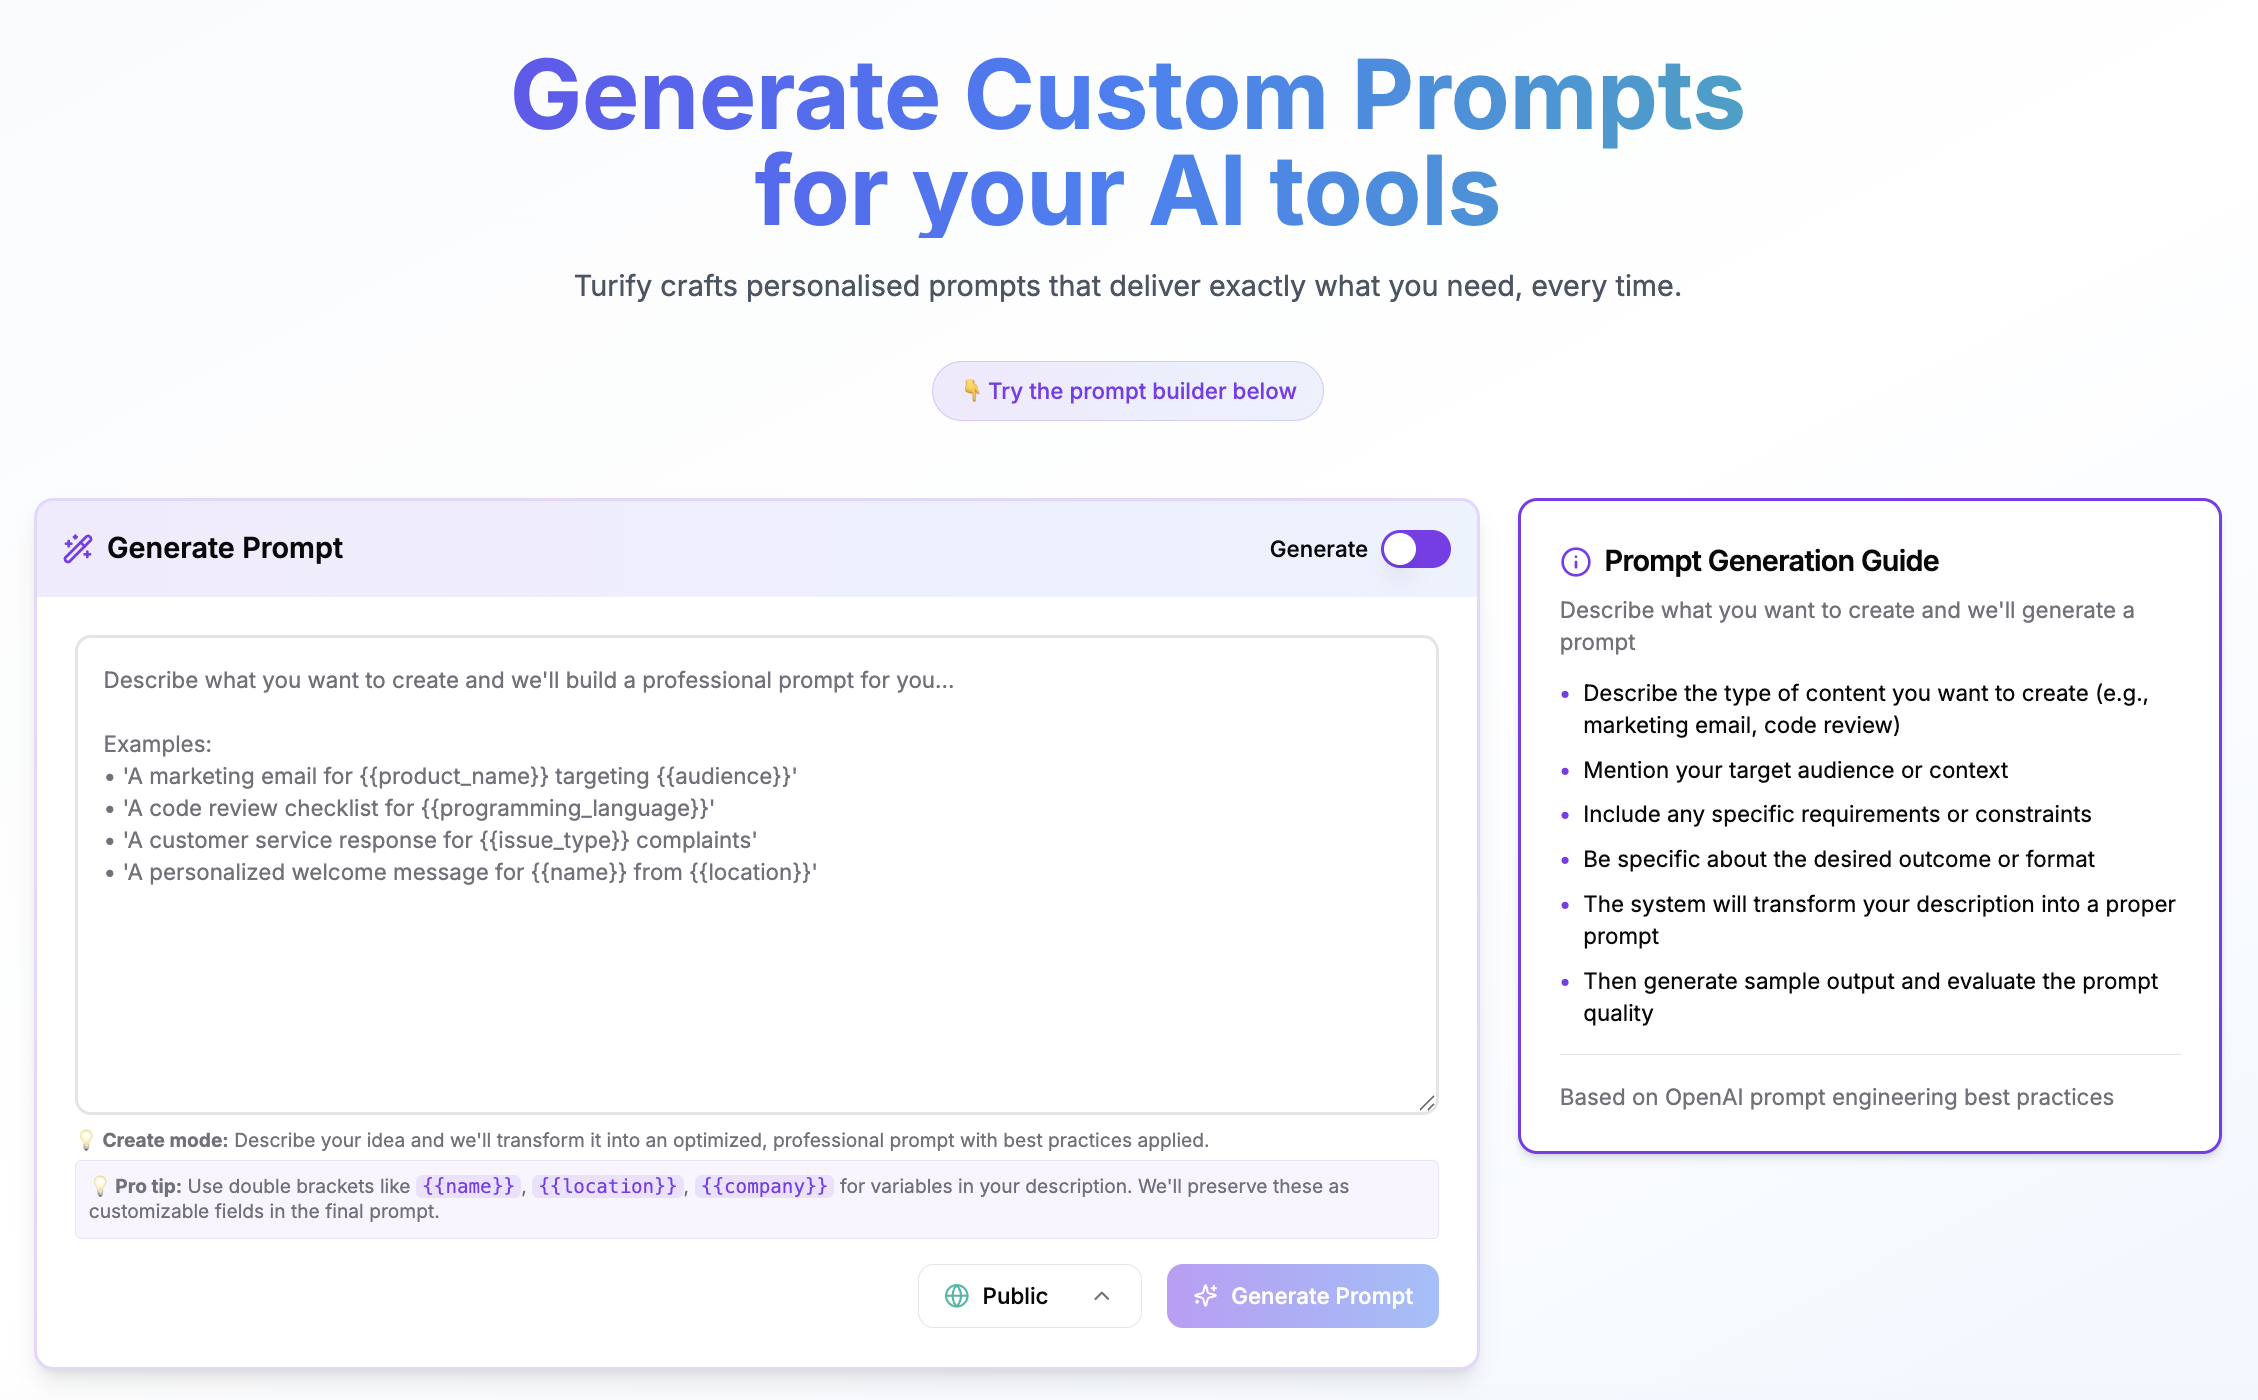 Generate Custom Prompts
for your AI tools
Turify crafts personalised prompts that deliver exactly what you need, every time.
👇 Try the prompt builder below
Generate Prompt
Generate
Describe what you want to create and we'll build a professional prompt for you...
Examples:
• 'A marketing email for {{product_name}} targeting {{audience}}'
• 'A code review checklist for {{programming_language}}'
• 'A customer service response for {{issue_type}} complaints'
• 'A personalized welcome message for {{name}} from {{location}}'
💡 Create mode: Describe your idea and we'll transform it into an optimized, professional prompt with best practices applied.
💡 Pro tip: Use double brackets like {{name}}, {{location}}, {{company}} for variables in your description. We'll preserve these as
customizable fields in the final prompt.
Public
Generate Prompt
Prompt Generation Guide
Describe what you want to create and we'll generate a
prompt
• Describe the type of content you want to create (e.g.,
marketing email, code review)
• Mention your target audience or context
• Include any specific requirements or constraints
• Be specific about the desired outcome or format
• The system will transform your description into a proper
prompt
• Then generate sample output and evaluate the prompt
quality
Based on OpenAI prompt engineering best practices